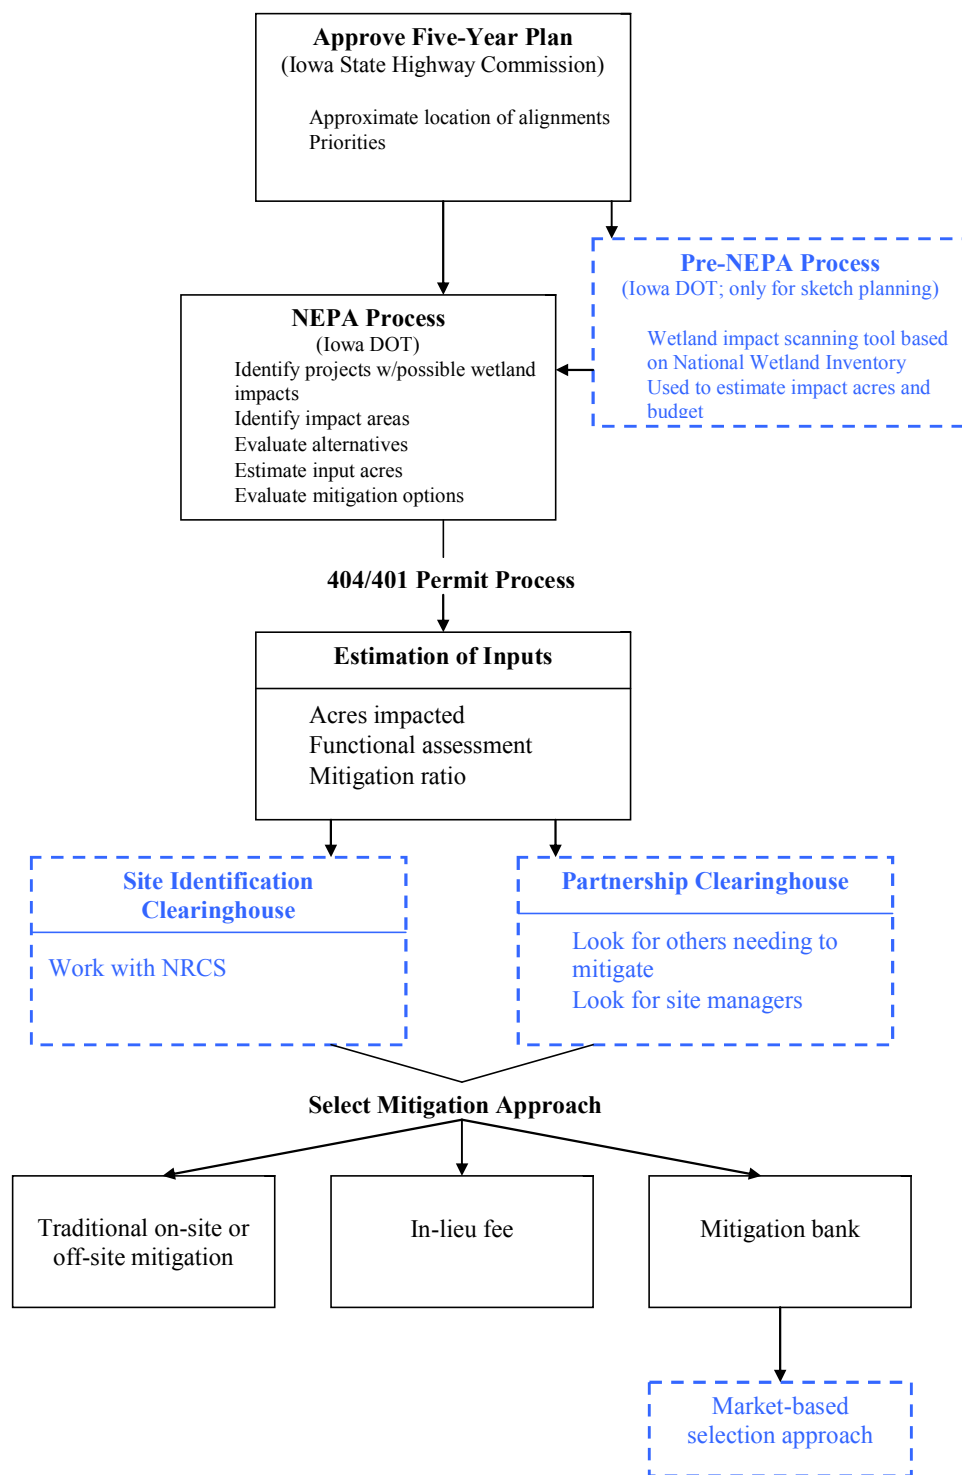 Approve Five-Year Plan
(Iowa State Highway Commission)
Approximate location of alignments
Priorities
Pre-NEPA Process
(Iowa DOT; only for sketch planning)
Wetland impact scanning tool based
on National Wetland Inventory
Used to estimate impact acres and
budget
NEPA Process
(Iowa DOT)
Identify projects w/possible wetland
impacts
Identify impact areas
Evaluate alternatives
Estimate input acres
Evaluate mitigation options
404/401 Permit Process
Estimation of Inputs
Acres impacted
Functional assessment
Mitigation ratio
Site Identification
Clearinghouse
Work with NRCS
Partnership Clearinghouse
Look for others needing to
mitigate
Look for site managers
Select Mitigation Approach
Traditional on-site or
off-site mitigation
In-lieu fee
Mitigation bank
Market-based
selection approach